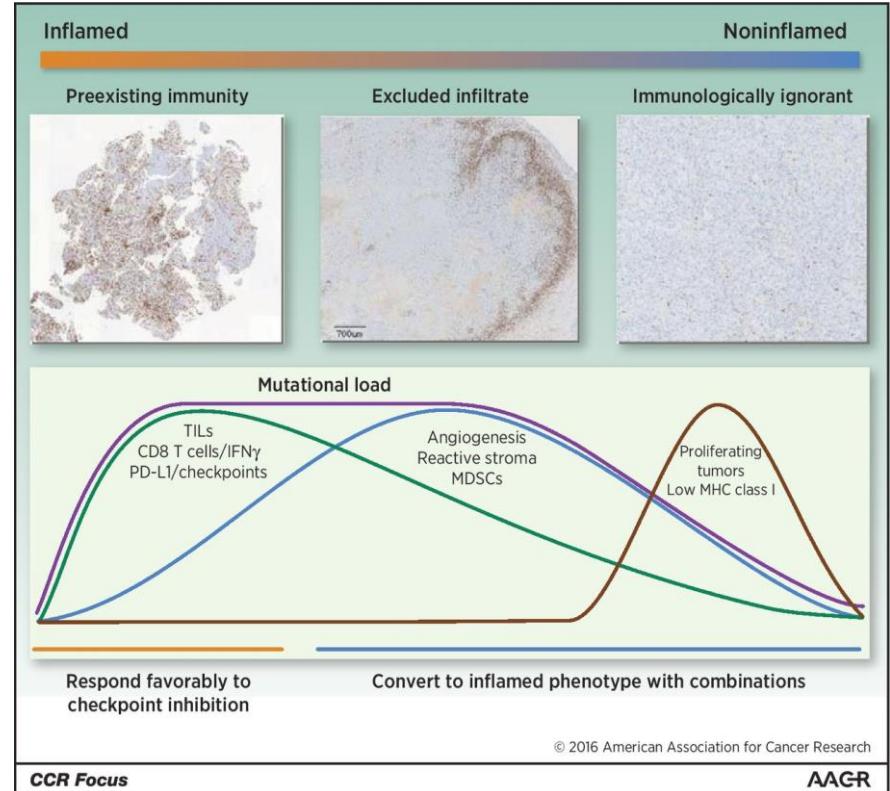 Inflamed
Noninflamed
Preexisting immunity
Excluded infiltrate
Immunologically ignorant
700um
Mutational load
TILs
CD8 T cells/IFNγ
PD-L1/checkpoints
Angiogenesis
Reactive stroma
MDSCs
Proliferating
tumors
Low MHC class I
Respond favorably to
checkpoint inhibition
Convert to inflamed phenotype with combinations
© 2016 American Association for Cancer Research
CCR Focus
AACR